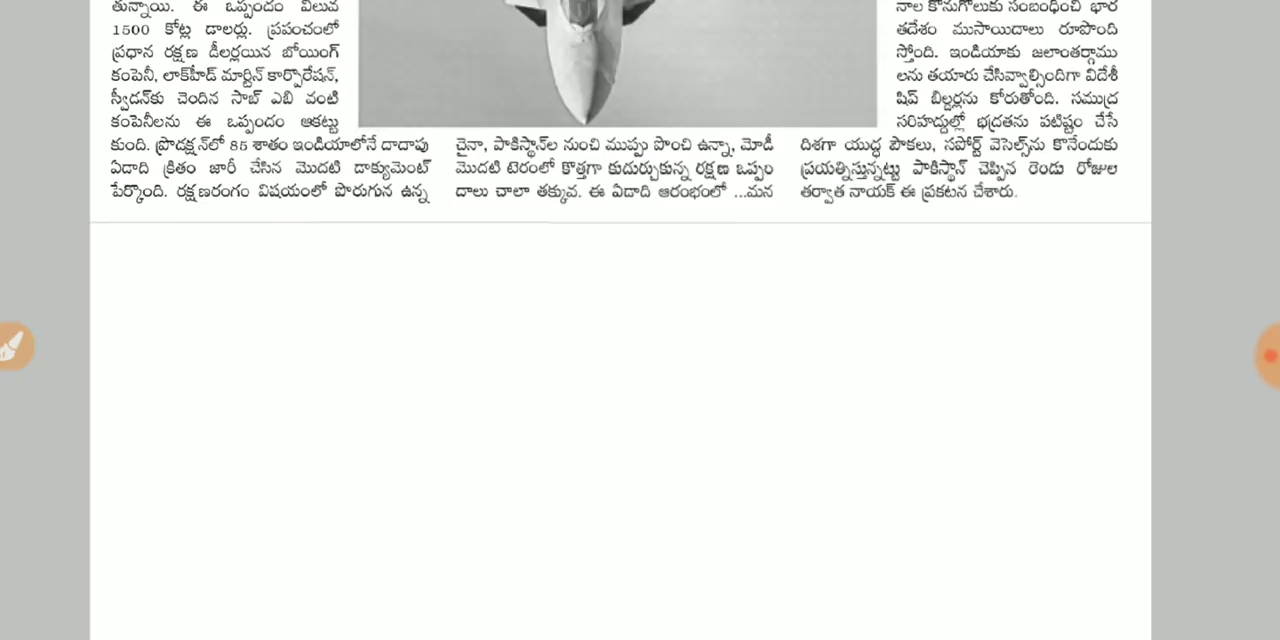 తున్నాయి. ఈ ఒప్పందం విలువ
1500 కోట్ల డాలర్లు. ప్రపంచంలో
ప్రధాన రక్షణ డీలర్లయిన బోయింగ్
కంపెనీ, లాక్‌హీడ్ మార్టిన్ కార్పొరేషన్,
స్వీడన్‌కు చెందిన సాబ్ ఎబి వంటి
కంపెనీలను ఈ ఒప్పందం ఆకట్టు
కుంది. ప్రొడక్షన్‌లో 85 శాతం ఇండియాలోనే దాదాపు
ఏడాది క్రితం జారీ చేసిన మొదటి డాక్యుమెంట్
పేర్కొంది. రక్షణరంగం విషయంలో పొరుగున ఉన్న
చైనా, పాకిస్థాన్‌ల నుంచి ముప్పు పొంచి ఉన్నా, మోడీ
మొదటి టెరంలో కొత్తగా కుదుర్చుకున్న రక్షణ ఒప్పం
దాలు చాలా తక్కువ. ఈ ఏడాది ఆరంభంలో ...మన
నాల కొనుగోలుకు సంబంధించి భార
తదేశం ముసాయిదాలు రూపొంది
స్తోంది. ఇండియాకు జలాంతర్గాము
లను తయారు చేసివ్వాల్సిందిగా విదేశీ
షిప్ బిల్డర్లను కోరుతోంది. సముద్ర
సరిహద్దుల్లో భద్రతను పటిష్టం చేసే
దిశగా యుద్ధ నౌకలు, సపోర్ట్ వెసెల్స్‌ను కొనేందుకు
ప్రయత్నిస్తున్నట్టు పాకిస్థాన్ చెప్పిన రెండు రోజుల
తర్వాత నాయక్ ఈ ప్రకటన చేశారు.